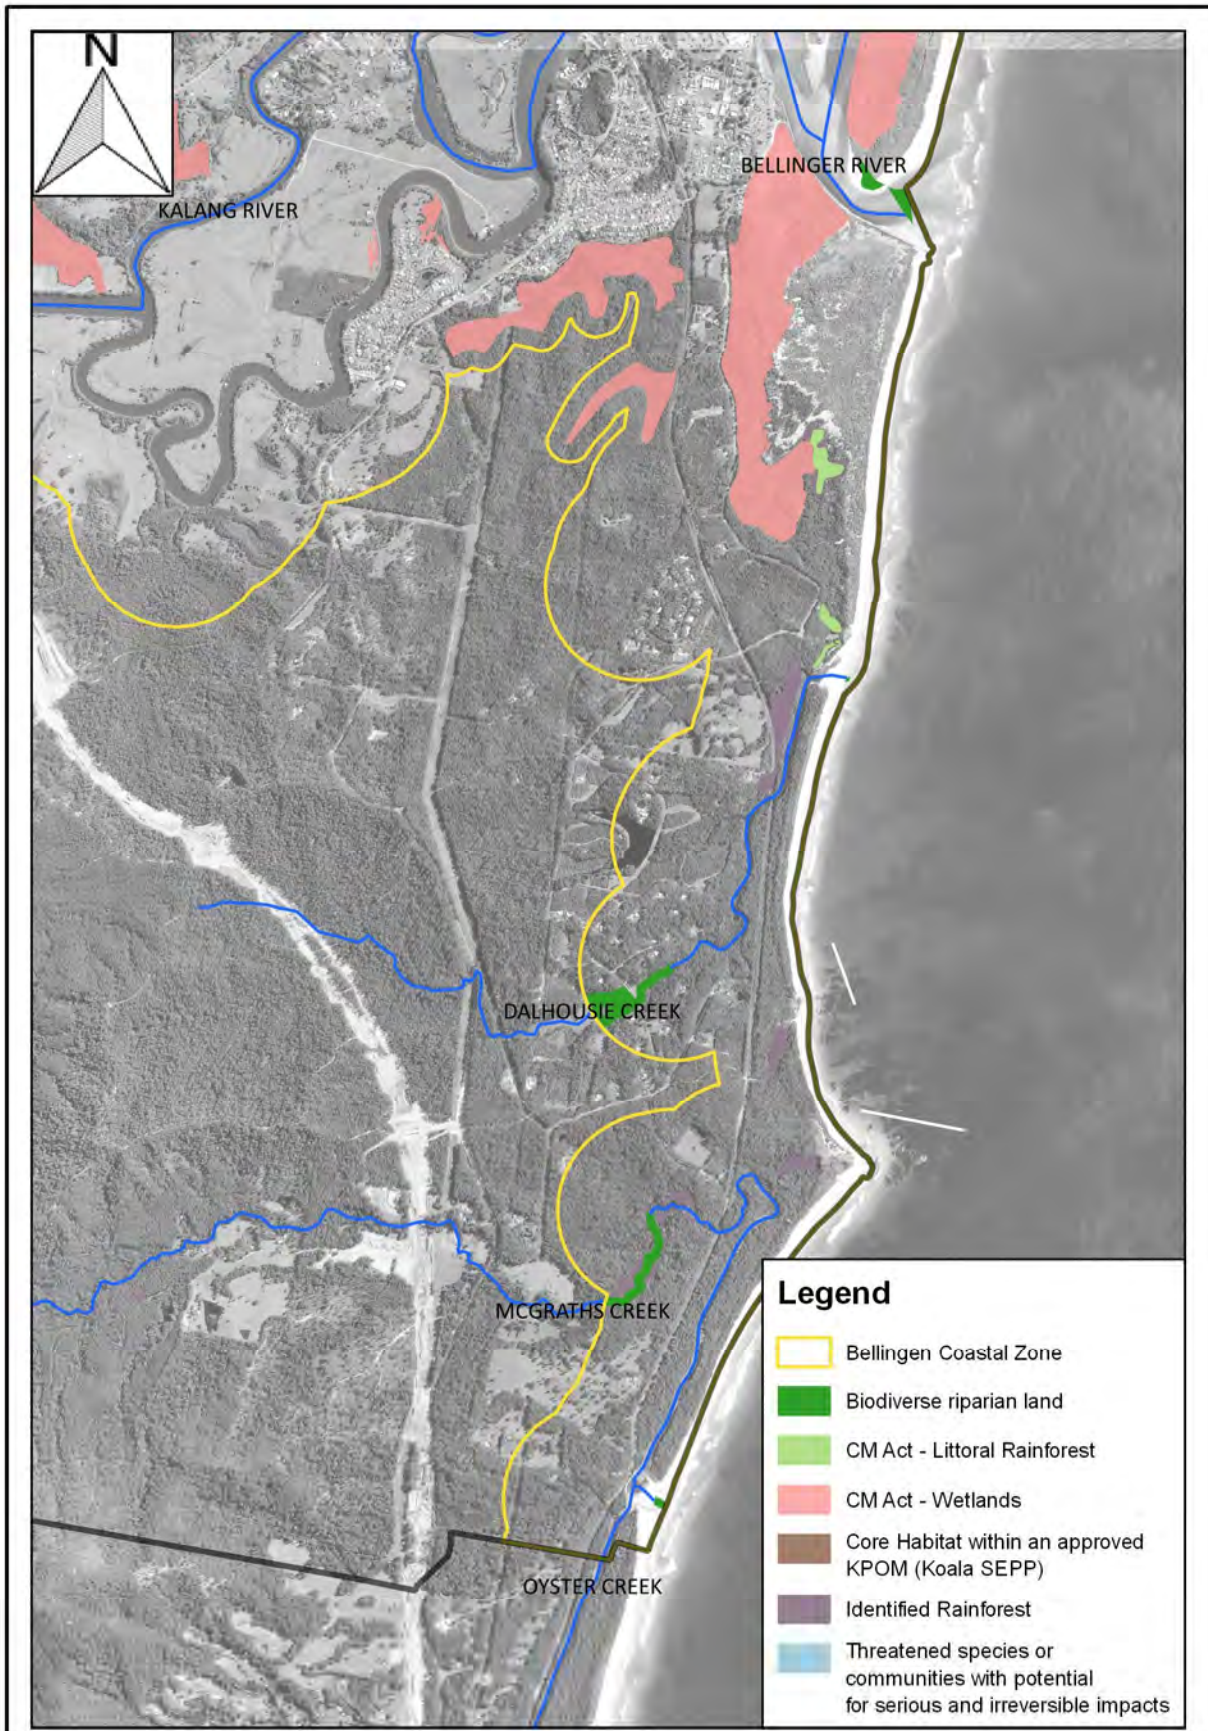 N
BELLINGER RIVER
KALANG RIVER
DALHOUSIE CREEK
MCGRATHS CREEK
OYSTER CREEK
Legend
Bellingen Coastal Zone
Biodiverse riparian land
CM Act - Littoral Rainforest
CM Act - Wetlands
Core Habitat within an approved
KPOM (Koala SEPP)
Identified Rainforest
Threatened species or
communities with potential
for serious and irreversible impacts